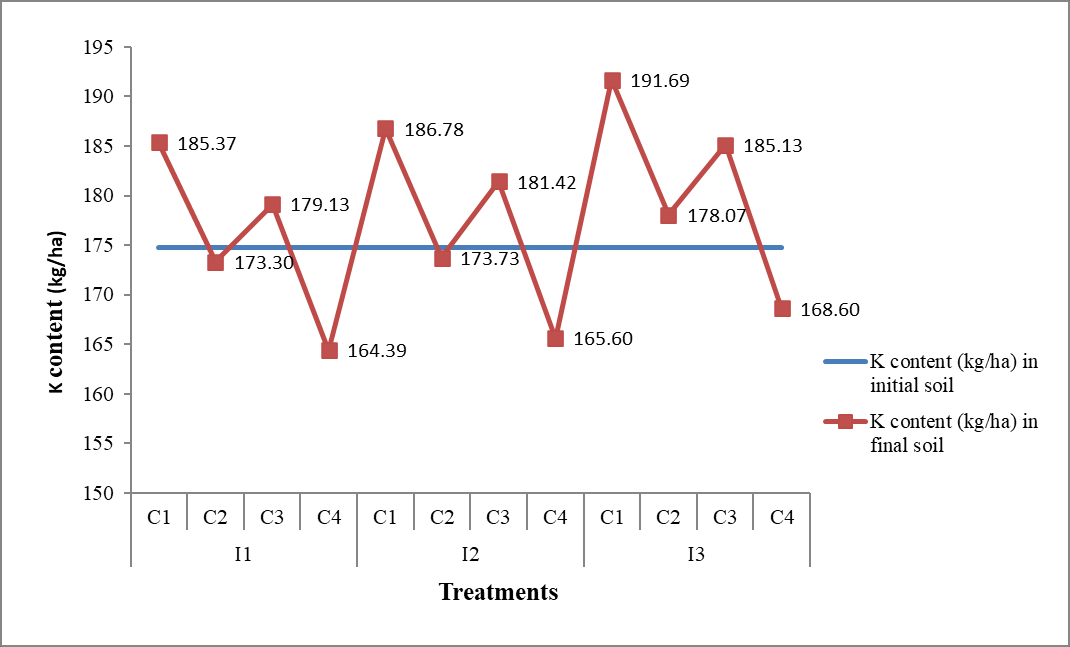 195
190
185
180
175
170
165
160
155
150
K content (kg/ha)
185.37
173.30
179.13
164.39
186.78
173.73
181.42
165.60
191.69
178.07
185.13
168.60
K content (kg/ha) in
initial soil
K content (kg/ha) in
final soil
C1 C2 C3 C4 C1 C2 C3 C4 C1 C2 C3 C4
I1 I2 I3
Treatments